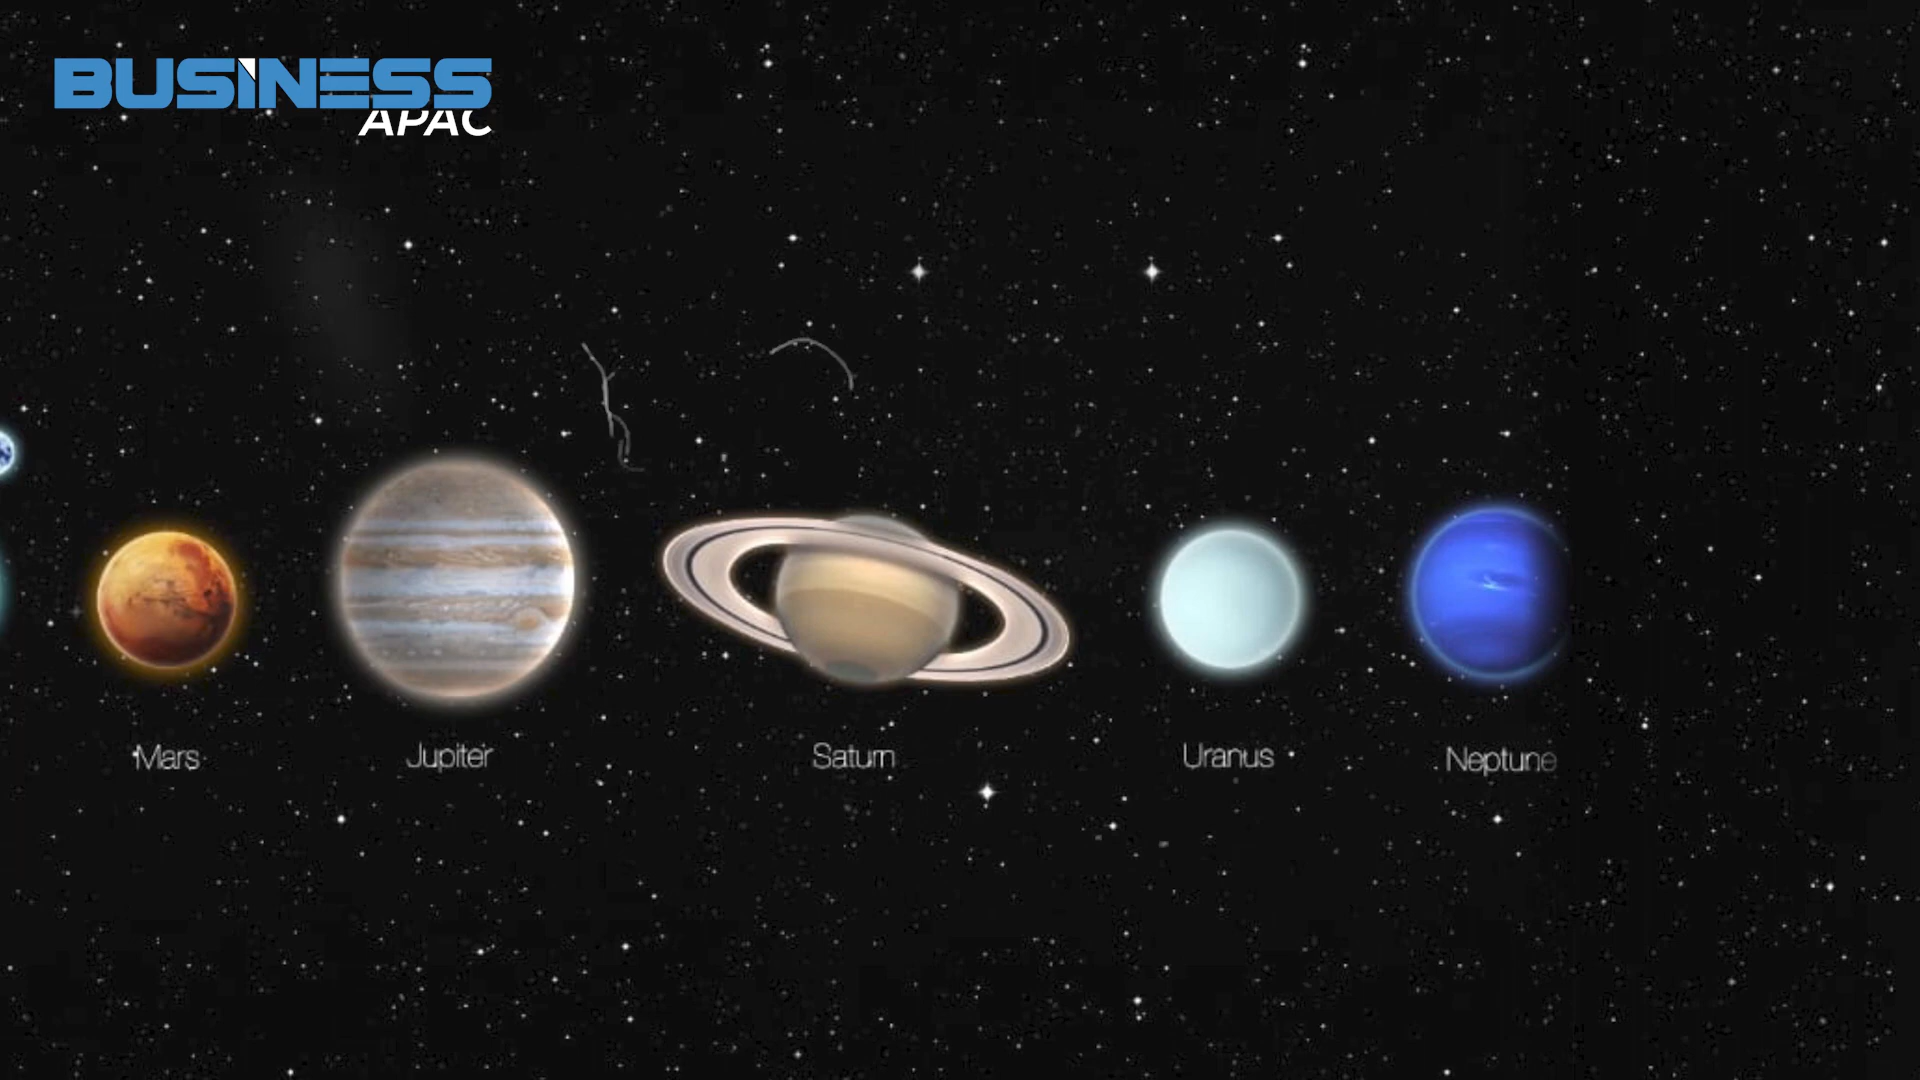 BUSINESS
APAC
Mars
Jupiter
Saturn
Uranus
Neptune